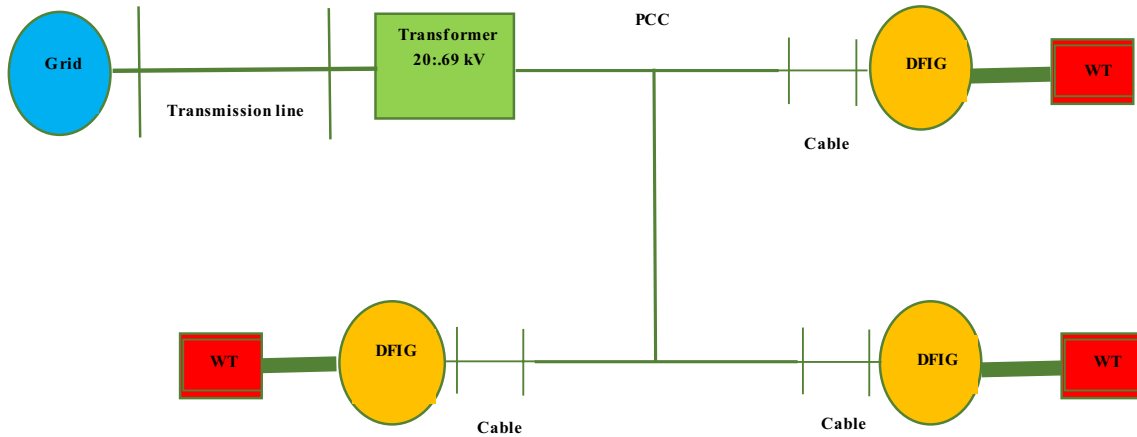 PCC
Transformer
20:.69 kV
Grid
DFIG
WT
Transmission line
Cable
WT
DFIG
DFIG
WT
Cable
Cable